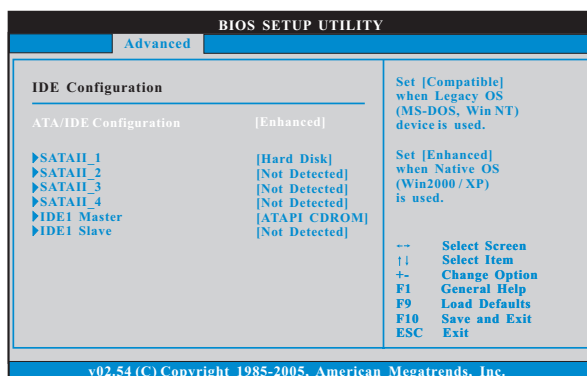 BIOS SETUP UTILITY
Advanced
IDE Configuration
ATA/IDE Configuration [Enhanced]
SATAII_1 [Hard Disk]
SATAII_2 [Not Detected]
SATAII_3 [Not Detected]
SATAII_4 [Not Detected]
IDE1 Master [ATAPI CDROM]
IDE1 Slave [Not Detected]
Set [Compatible]
when Legacy OS
(MS-DOS, Win NT)
device is used.
Set [Enhanced]
when Native OS
(Win2000 / XP)
is used.
←→ Select Screen
↑↓ Select Item
+- Change Option
F1 General Help
F9 Load Defaults
F10 Save and Exit
ESC Exit
v02.54 (C) Copyright 1985-2005, American Megatrends, Inc.